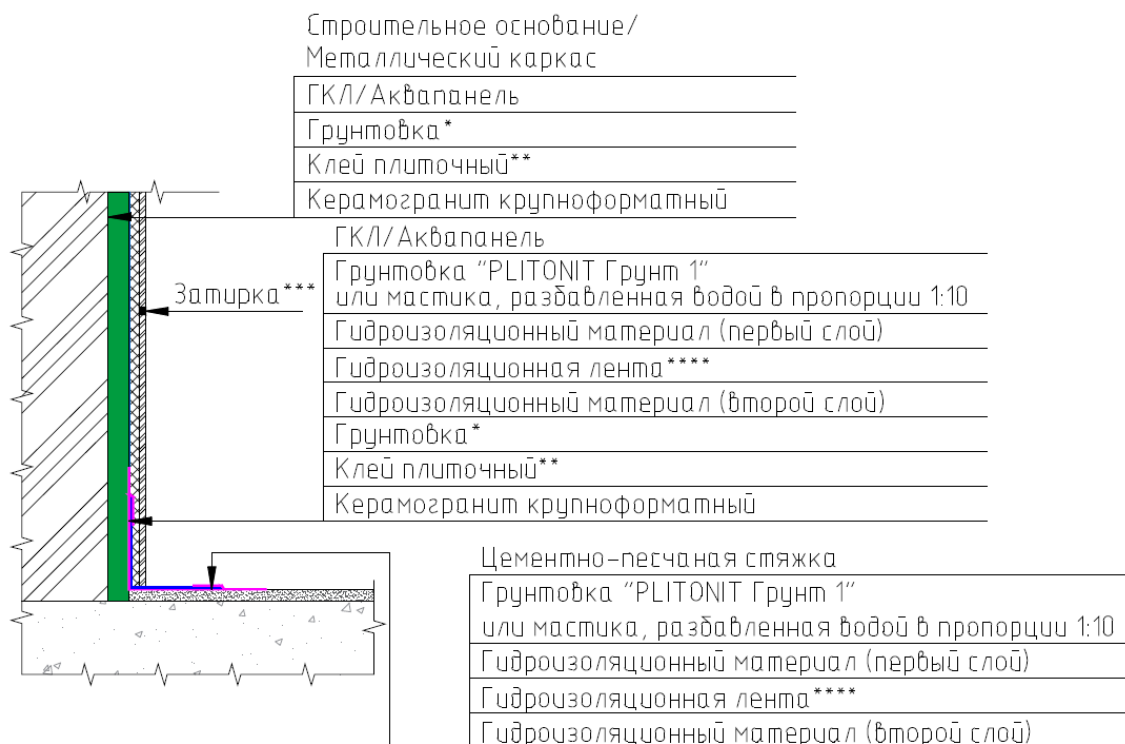 Строительное основание/
Металлический каркас
ГКЛ/Аквапанель
Грунтовка*
Клей плиточный**
Керамогранит крупноформатный
ГКЛ/Аквапанель
Грунтовка "PLITONIT Грунт 1"
или мастика, разбавленная водой в пропорции 1:10
Затирка***
Гидроизоляционный материал (первый слой)
Гидроизоляционная лента****
Гидроизоляционный материал (второй слой)
Грунтовка*
Клей плиточный**
Керамогранит крупноформатный
Цементно-песчаная стяжка
Грунтовка "PLITONIT Грунт 1"
или мастика, разбавленная водой в пропорции 1:10
Гидроизоляционный материал (первый слой)
Гидроизоляционная лента****
Гидроизоляционный материал (второй слой)